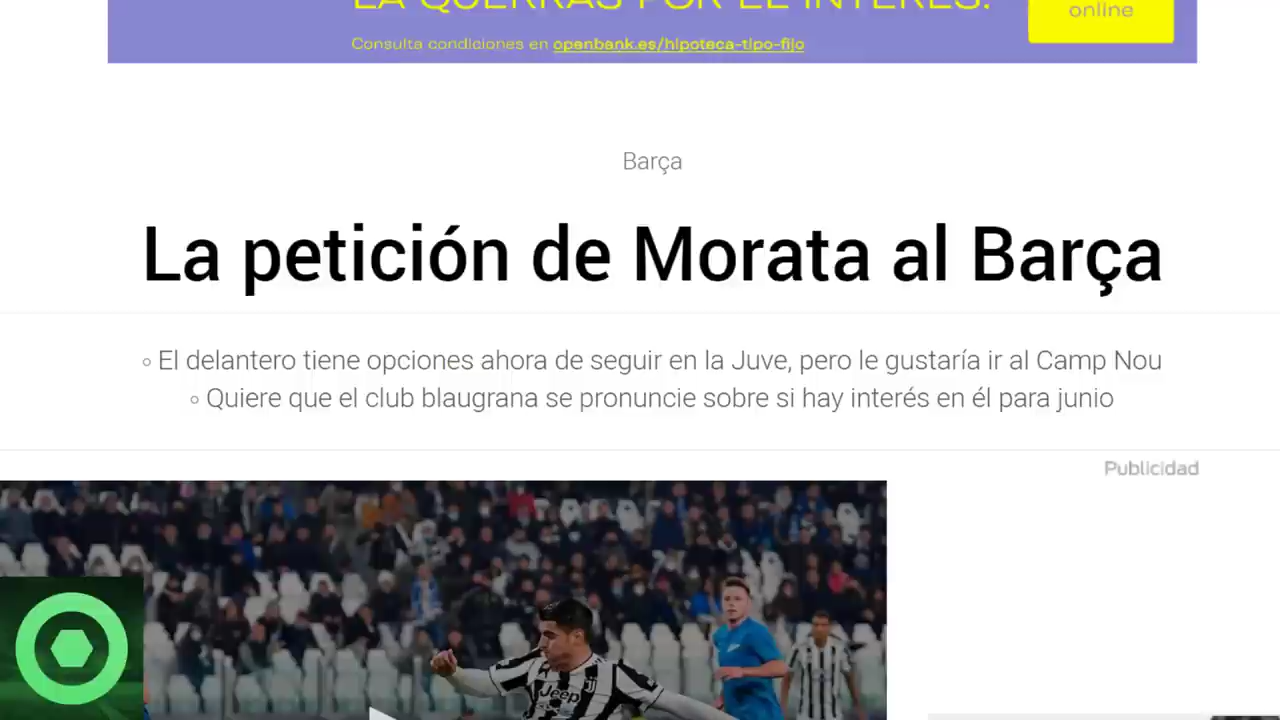 LA QUERRÁS POR EL INTERÉS.
online
Consulta condiciones en openbank.es/hipoteca-tipo-fijo
Barça
La petición de Morata al Barça
◦ El delantero tiene opciones ahora de seguir en la Juve, pero le gustaría ir al Camp Nou
◦ Quiere que el club blaugrana se pronuncie sobre si hay interés en él para junio
Publicidad
Jeep